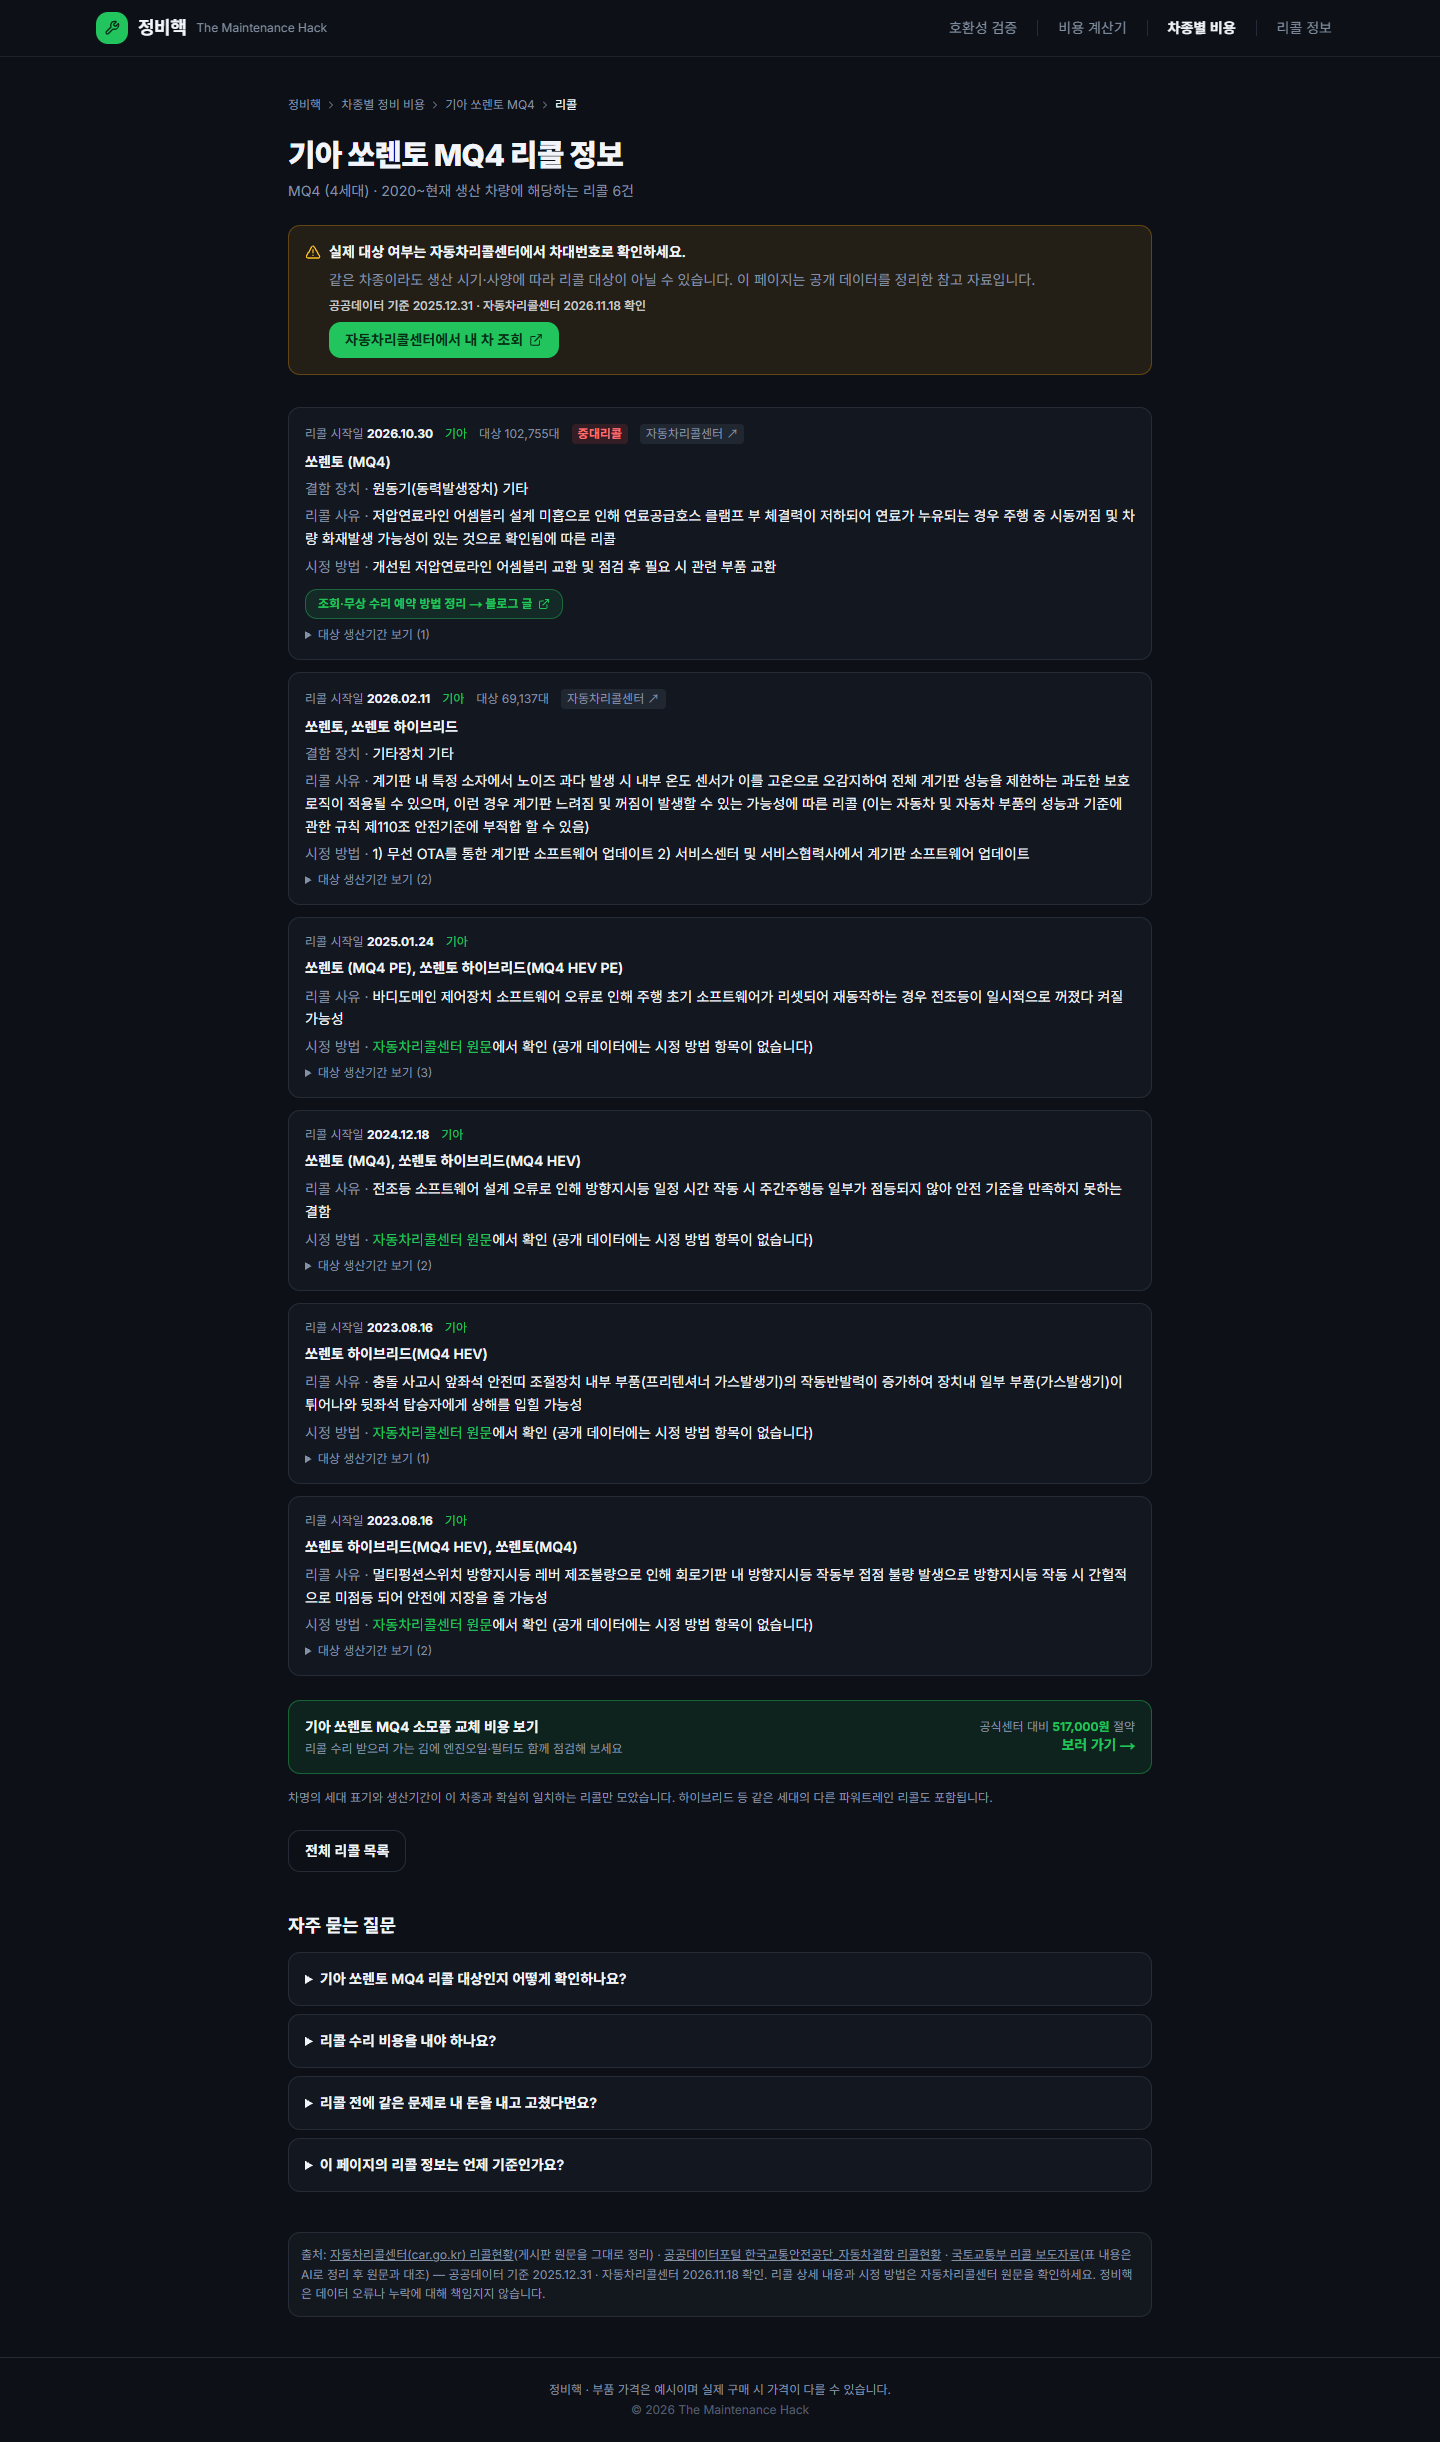 정비핵 The Maintenance Hack
호환성 검증
비용 계산기
차종별 비용
리콜 정보
정비핵 › 차종별 정비 비용 › 기아 쏘렌토 MQ4 › 리콜
기아 쏘렌토 MQ4 리콜 정보
MQ4 (4세대) · 2020~현재 생산 차량에 해당하는 리콜 6건
실제 대상 여부는 자동차리콜센터에서 차대번호로 확인하세요.
같은 차종이라도 생산 시기·사양에 따라 리콜 대상이 아닐 수 있습니다. 이 페이지는 공개 데이터를 정리한 참고 자료입니다.
공공데이터 기준 2025.12.31 · 자동차리콜센터 2026.11.18 확인
자동차리콜센터에서 내 차 조회
리콜 시작일 2026.10.30 기아 대상 102,755대 중대리콜 자동차리콜센터 ↗
쏘렌토 (MQ4)
결함 장치 · 원동기(동력발생장치) 기타
리콜 사유 · 저압연료라인 어셈블리 설계 미흡으로 인해 연료공급호스 클램프 부 체결력이 저하되어 연료가 누유되는 경우 주행 중 시동꺼짐 및 차
량 화재발생 가능성이 있는 것으로 확인됨에 따른 리콜
시정 방법 · 개선된 저압연료라인 어셈블리 교환 및 점검 후 필요 시 관련 부품 교환
조회·무상 수리 예약 방법 정리 → 블로그 글
▶ 대상 생산기간 보기 (1)
리콜 시작일 2026.02.11 기아 대상 69,137대 자동차리콜센터 ↗
쏘렌토, 쏘렌토 하이브리드
결함 장치 · 기타장치 기타
리콜 사유 · 계기판 내 특정 소자에서 노이즈 과다 발생 시 내부 온도 센서가 이를 고온으로 오감지하여 전체 계기판 성능을 제한하는 과도한 보호
로직이 적용될 수 있으며, 이런 경우 계기판 느려짐 및 꺼짐이 발생할 수 있는 가능성에 따른 리콜 (이는 자동차 및 자동차 부품의 성능과 기준에
관한 규칙 제110조 안전기준에 부적합 할 수 있음)
시정 방법 · 1) 무선 OTA를 통한 계기판 소프트웨어 업데이트 2) 서비스센터 및 서비스협력사에서 계기판 소프트웨어 업데이트
▶ 대상 생산기간 보기 (2)
리콜 시작일 2025.01.24 기아
쏘렌토 (MQ4 PE), 쏘렌토 하이브리드(MQ4 HEV PE)
리콜 사유 · 바디도메인 제어장치 소프트웨어 오류로 인해 주행 초기 소프트웨어가 리셋되어 재동작하는 경우 전조등이 일시적으로 꺼졌다 켜질
가능성
시정 방법 · 자동차리콜센터 원문에서 확인 (공개 데이터에는 시정 방법 항목이 없습니다)
▶ 대상 생산기간 보기 (3)
리콜 시작일 2024.12.18 기아
쏘렌토 (MQ4), 쏘렌토 하이브리드(MQ4 HEV)
리콜 사유 · 전조등 소프트웨어 설계 오류로 인해 방향지시등 일정 시간 작동 시 주간주행등 일부가 점등되지 않아 안전 기준을 만족하지 못하는
결함
시정 방법 · 자동차리콜센터 원문에서 확인 (공개 데이터에는 시정 방법 항목이 없습니다)
▶ 대상 생산기간 보기 (2)
리콜 시작일 2023.08.16 기아
쏘렌토 하이브리드(MQ4 HEV)
리콜 사유 · 충돌 사고시 앞좌석 안전띠 조절장치 내부 부품(프리텐셔너 가스발생기)의 작동반발력이 증가하여 장치내 일부 부품(가스발생기)이
튀어나와 뒷좌석 탑승자에게 상해를 입힐 가능성
시정 방법 · 자동차리콜센터 원문에서 확인 (공개 데이터에는 시정 방법 항목이 없습니다)
▶ 대상 생산기간 보기 (1)
리콜 시작일 2023.08.16 기아
쏘렌토 하이브리드(MQ4 HEV), 쏘렌토(MQ4)
리콜 사유 · 멀티펑션스위치 방향지시등 레버 제조불량으로 인해 회로기판 내 방향지시등 작동부 접점 불량 발생으로 방향지시등 작동 시 간헐적
으로 미점등 되어 안전에 지장을 줄 가능성
시정 방법 · 자동차리콜센터 원문에서 확인 (공개 데이터에는 시정 방법 항목이 없습니다)
▶ 대상 생산기간 보기 (2)
기아 쏘렌토 MQ4 소모품 교체 비용 보기
리콜 수리 받으러 가는 김에 엔진오일·필터도 함께 점검해 보세요
공식센터 대비 517,000원 절약
보러 가기 →
차명의 세대 표기와 생산기간이 이 차종과 확실히 일치하는 리콜만 모았습니다. 하이브리드 등 같은 세대의 다른 파워트레인 리콜도 포함됩니다.
전체 리콜 목록
자주 묻는 질문
▶ 기아 쏘렌토 MQ4 리콜 대상인지 어떻게 확인하나요?
▶ 리콜 수리 비용을 내야 하나요?
▶ 리콜 전에 같은 문제로 내 돈을 내고 고쳤다면요?
▶ 이 페이지의 리콜 정보는 언제 기준인가요?
출처: 자동차리콜센터(car.go.kr) 리콜현황(게시판 원문을 그대로 정리) · 공공데이터포털 한국교통안전공단_자동차결함 리콜현황 · 국토교통부 리콜 보도자료(표 내용은
AI로 정리 후 원문과 대조) — 공공데이터 기준 2025.12.31 · 자동차리콜센터 2026.11.18 확인. 리콜 상세 내용과 시정 방법은 자동차리콜센터 원문을 확인하세요. 정비핵
은 데이터 오류나 누락에 대해 책임지지 않습니다.
정비핵 · 부품 가격은 예시이며 실제 구매 시 가격이 다를 수 있습니다.
© 2026 The Maintenance Hack